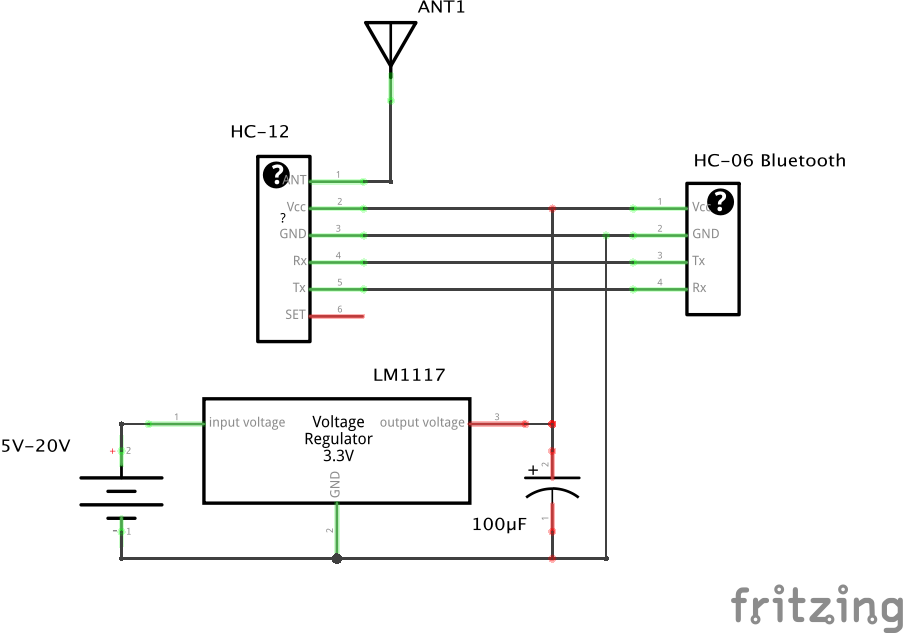 ANT1
HC-12
HC-06 Bluetooth
?
ANT
1
Vcc
2
?
GND
3
Rx
4
Tx
5
SET
6
1
Vcc
?
2
GND
3
Tx
4
Rx
LM1117
1
input voltage
Voltage
Regulator
3.3V
output voltage
3
GND
2
5V-20V
+
2
-
1
+
2
100µF
1
fritzing